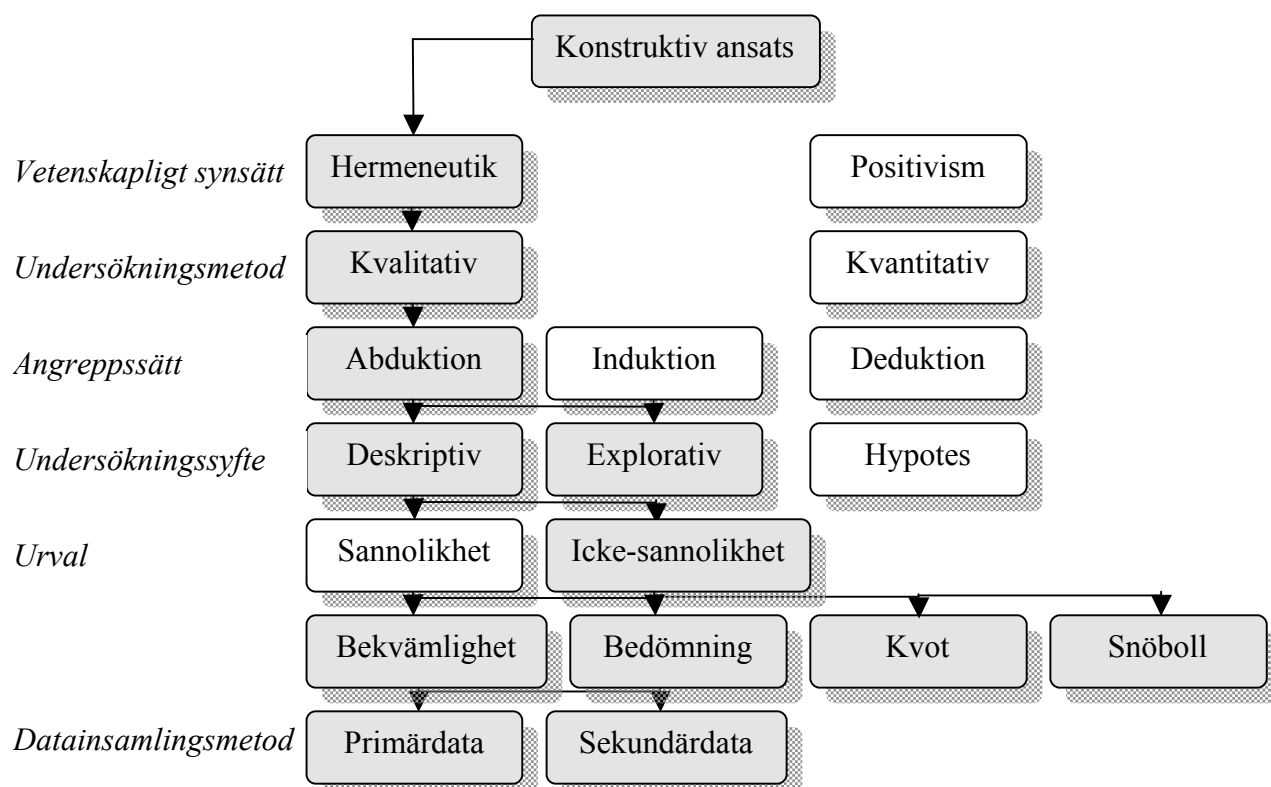 Konstruktiv ansats
Vetenskapligt synsätt Hermeneutik Positivism
Undersökningsmetod Kvalitativ Kvantitativ
Angreppssätt Abduktion Induktion Deduktion
Undersökningssyfte Deskriptiv Explorativ Hypotes
Urval Sannolikhet Icke-sannolikhet
Bekvämlighet Bedömning Kvot Snöboll
Datainsamlingsmetod Primärdata Sekundärdata